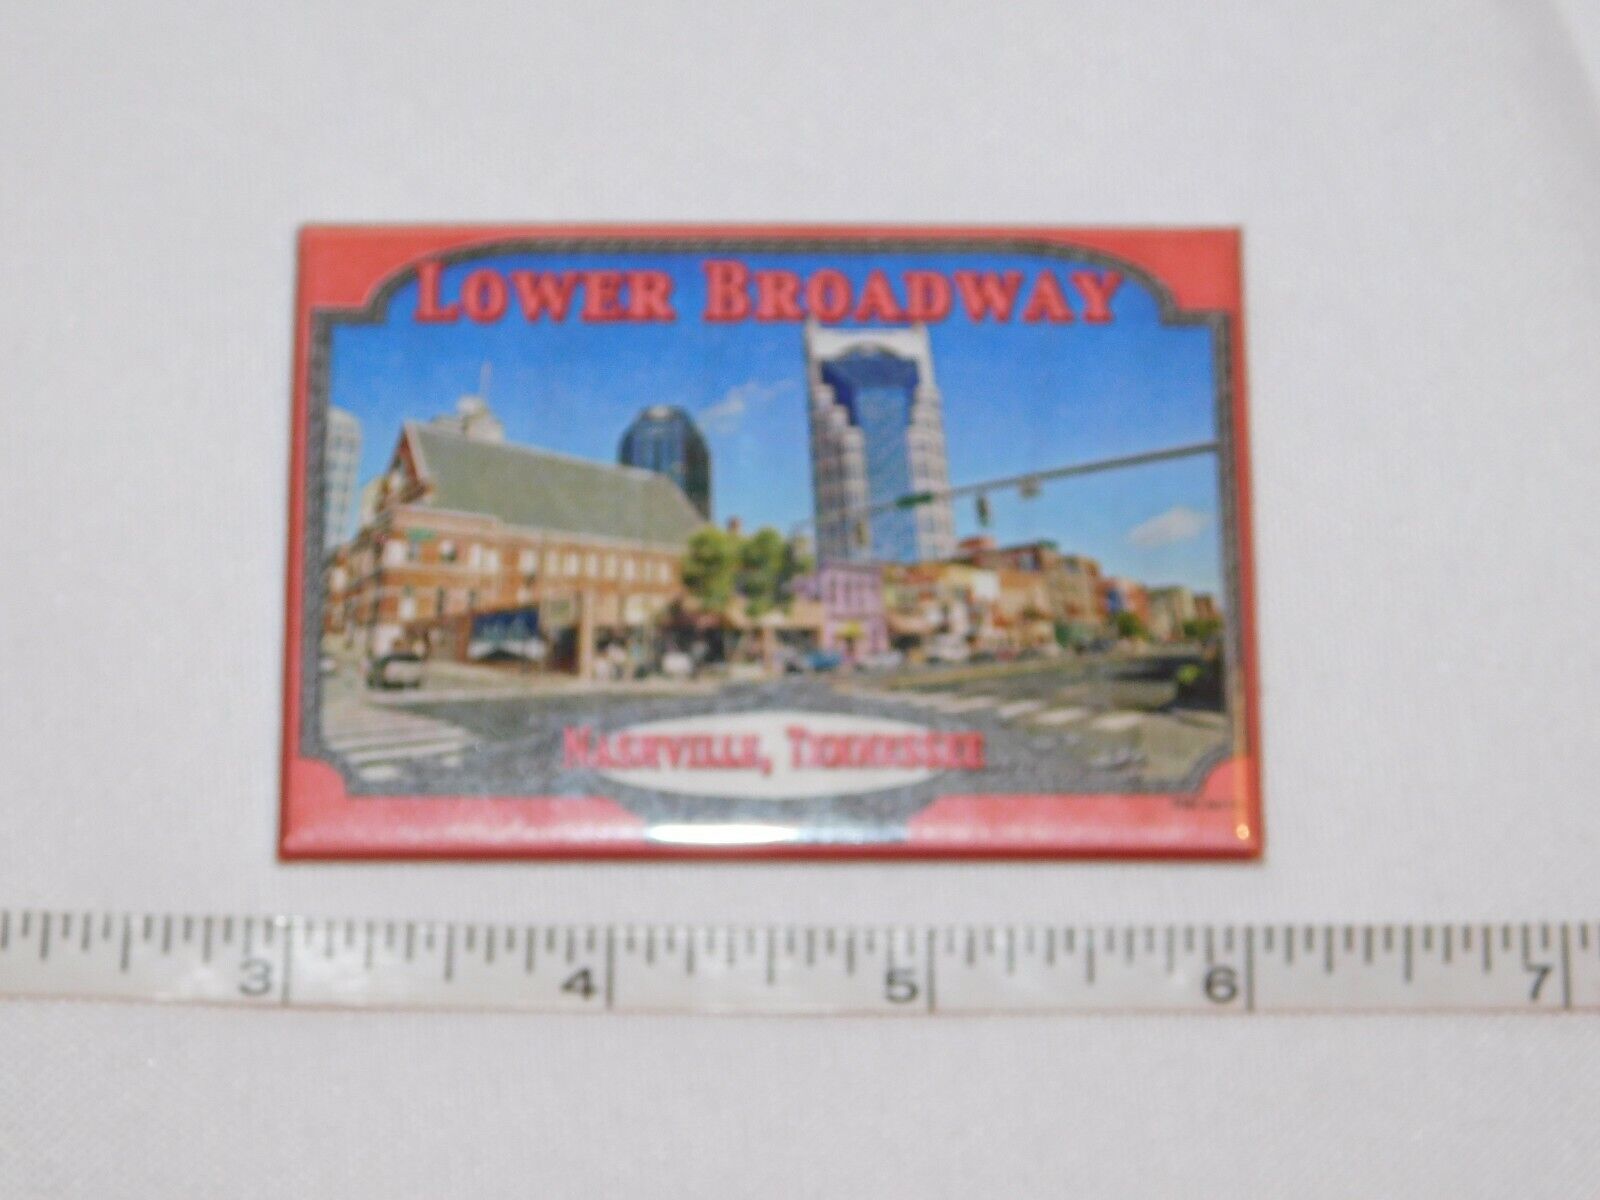 LOWER BROADWAY
NASHVILLE, TENNESSEE
3 4 5 6 7